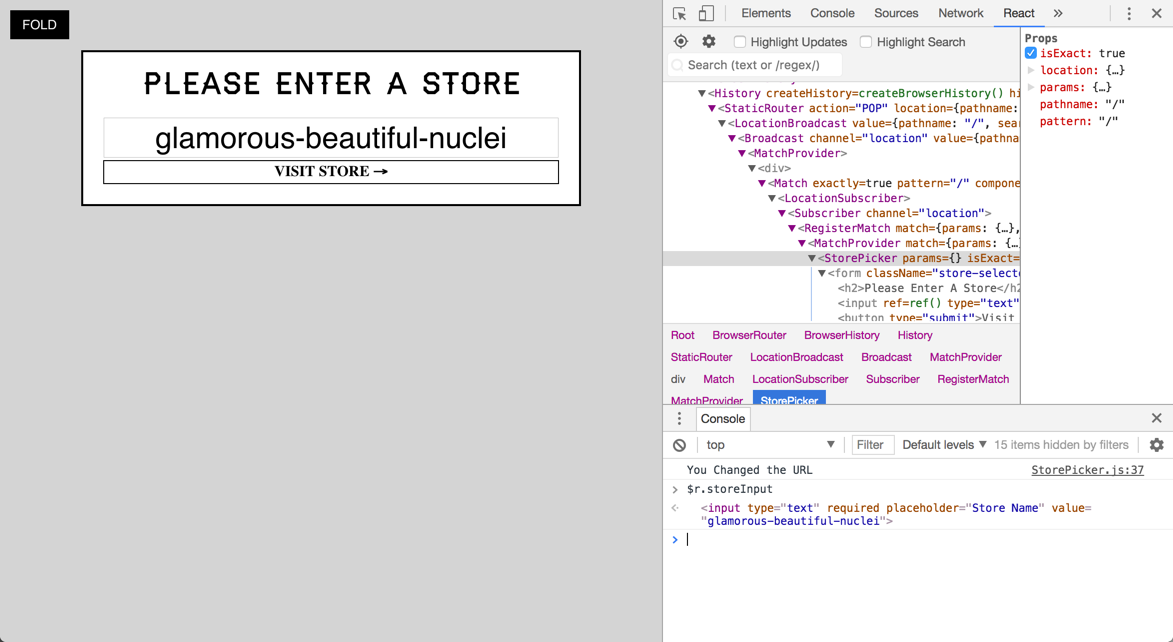 FOLD
PLEASE ENTER A STORE
glamorous-beautiful-nuclei
VISIT STORE →
Elements Console Sources Network React »
Highlight Updates Highlight Search
Search (text or /regex/)
▼<History createHistory=createBrowserHistory() hi
▼<StaticRouter action="POP" location={pathname:
▼<LocationBroadcast value={pathname: "/", sea
▼<Broadcast channel="location" value={pathna
▼<MatchProvider>
▼<div>
▼<Match exactly=true pattern="/" compone
▼<LocationSubscriber>
▼<Subscriber channel="location">
▼<RegisterMatch match={params: {…},
▼<MatchProvider match={params: {…
▼<StorePicker params={} isExact=
▼<form className="store-selecto
<h2>Please Enter A Store</h2
<input ref=ref() type="text"
<button type="submit">Visit
Props
isExact: true
▶ location: {…}
▶ params: {…}
pathname: "/"
pattern: "/"
Root BrowserRouter BrowserHistory History
StaticRouter LocationBroadcast Broadcast MatchProvider
div Match LocationSubscriber Subscriber RegisterMatch
MatchProvider StorePicker
Console
top ▼ Filter Default levels ▼ 15 items hidden by filters
You Changed the URL StorePicker.js:37
> $r.storeInput
<input type="text" required placeholder="Store Name" value=
"glamorous-beautiful-nuclei">
>